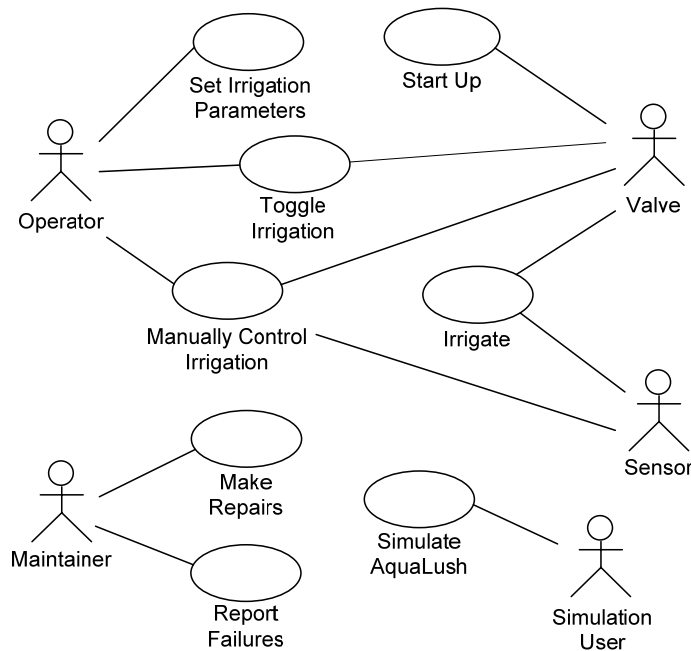 Set Irrigation
Parameters
Start Up
Operator
Toggle
Irrigation
Valve
Manually Control
Irrigation
Irrigate
Sensor
Maintainer
Make
Repairs
Simulate
AquaLush
Report
Failures
Simulation
User